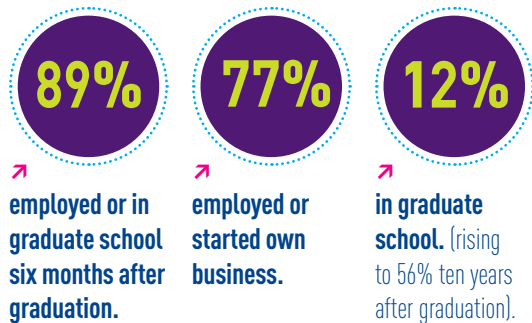 89%
employed or in
graduate school
six months after
graduation.
77%
employed or
started own
business.
12%
in graduate
school. (rising
to 56% ten years
after graduation).